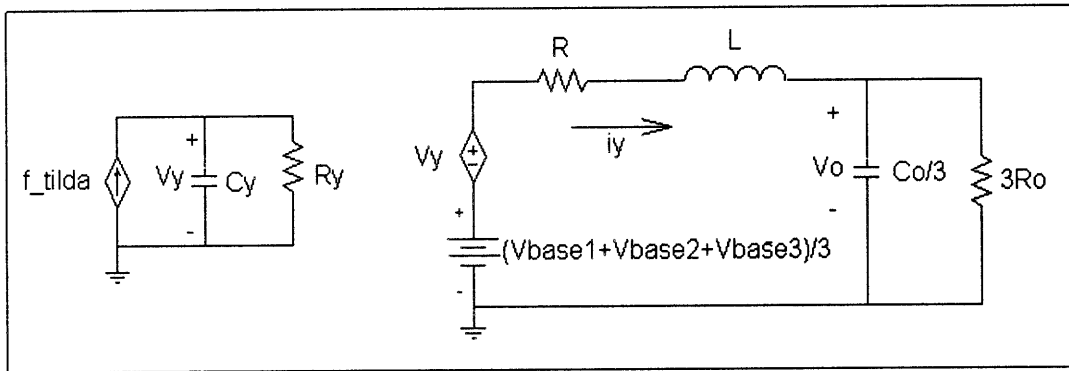 f_tilda
+
Vy
-
Cy
Ry
Vy
+
-
R
L
iy
+
-
(Vbase1+Vbase2+Vbase3)/3
+
Vo
-
Co/3
3Ro